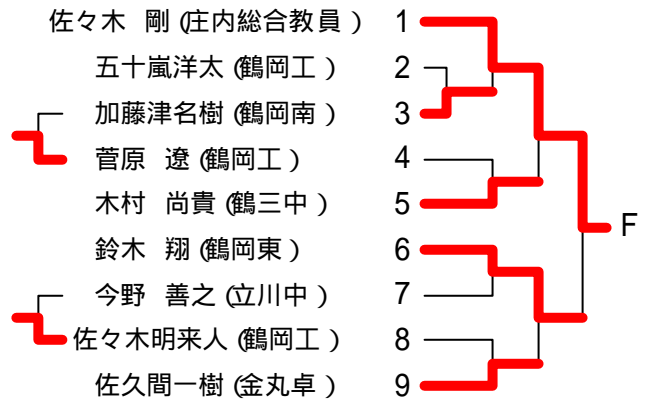 佐々木 剛 (庄内総合教員) 1
五十嵐洋太 (鶴岡工) 2
加藤津名樹 (鶴岡南) 3
菅原 遼 (鶴岡工) 4
木村 尚貴 (鶴三中) 5
F
鈴木 翔 (鶴岡東) 6
今野 善之 (立川中) 7
佐々木明来人 (鶴岡工) 8
佐久間一樹 (金丸卓) 9